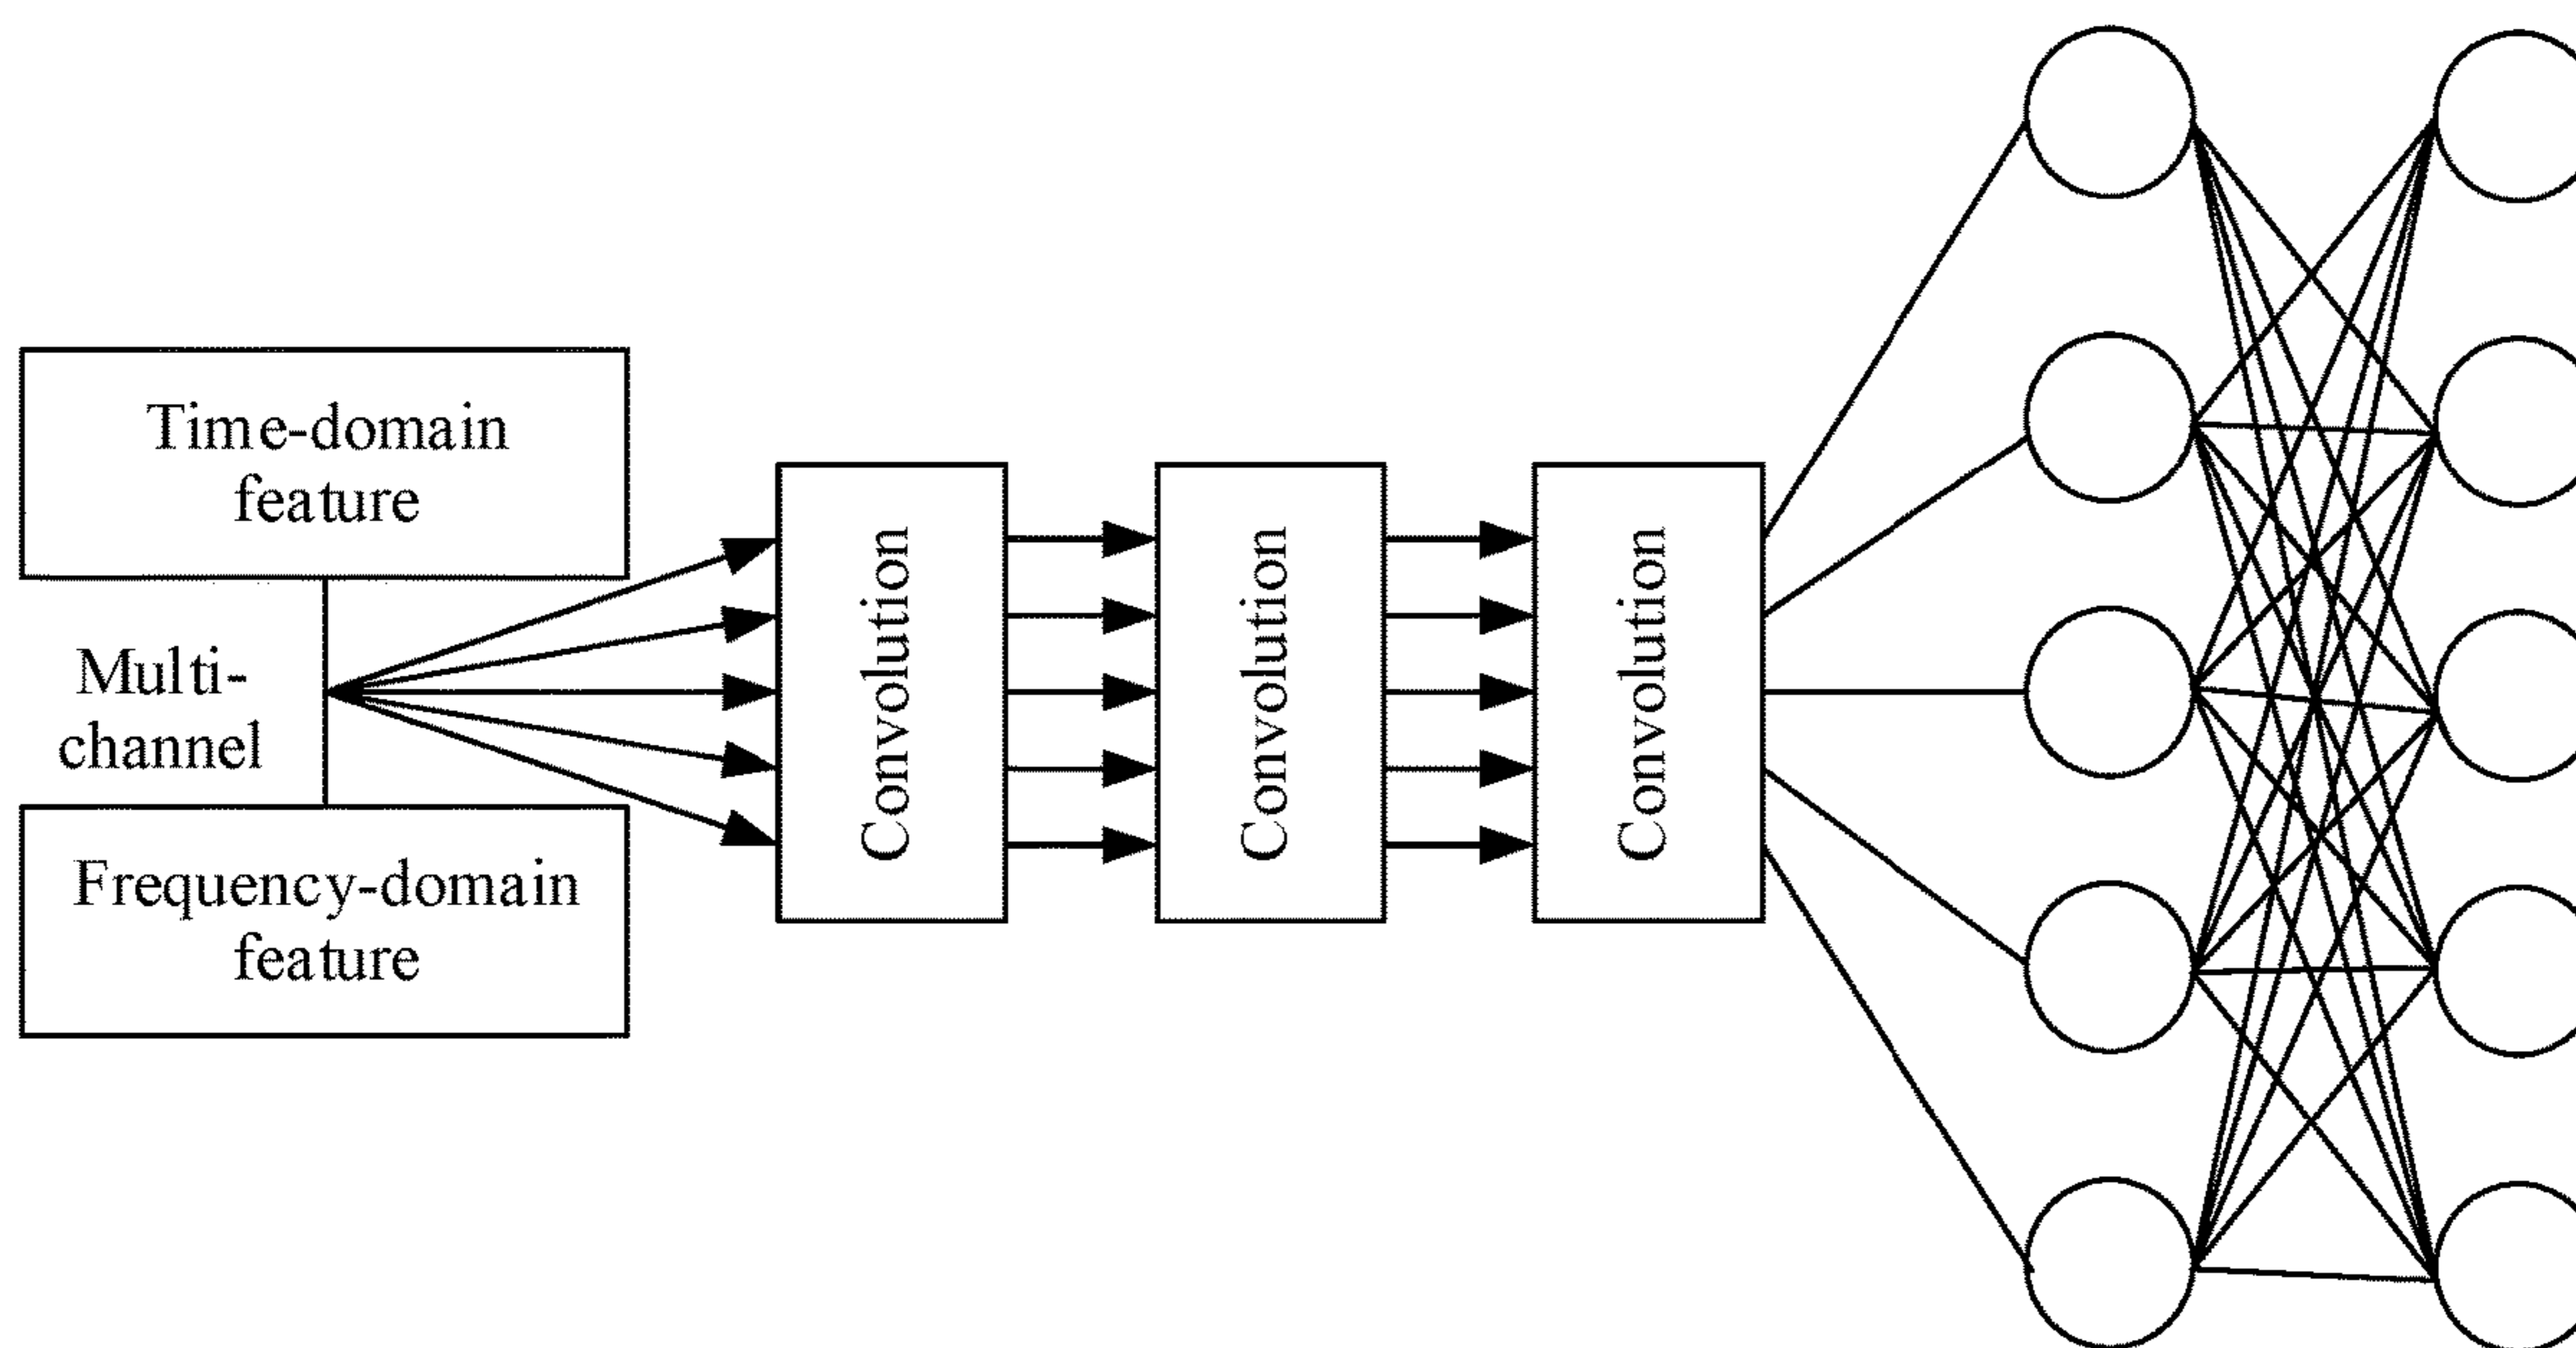 Time-domain
feature
Multi-
channel
Frequency-domain
feature
Convolution
Convolution
Convolution